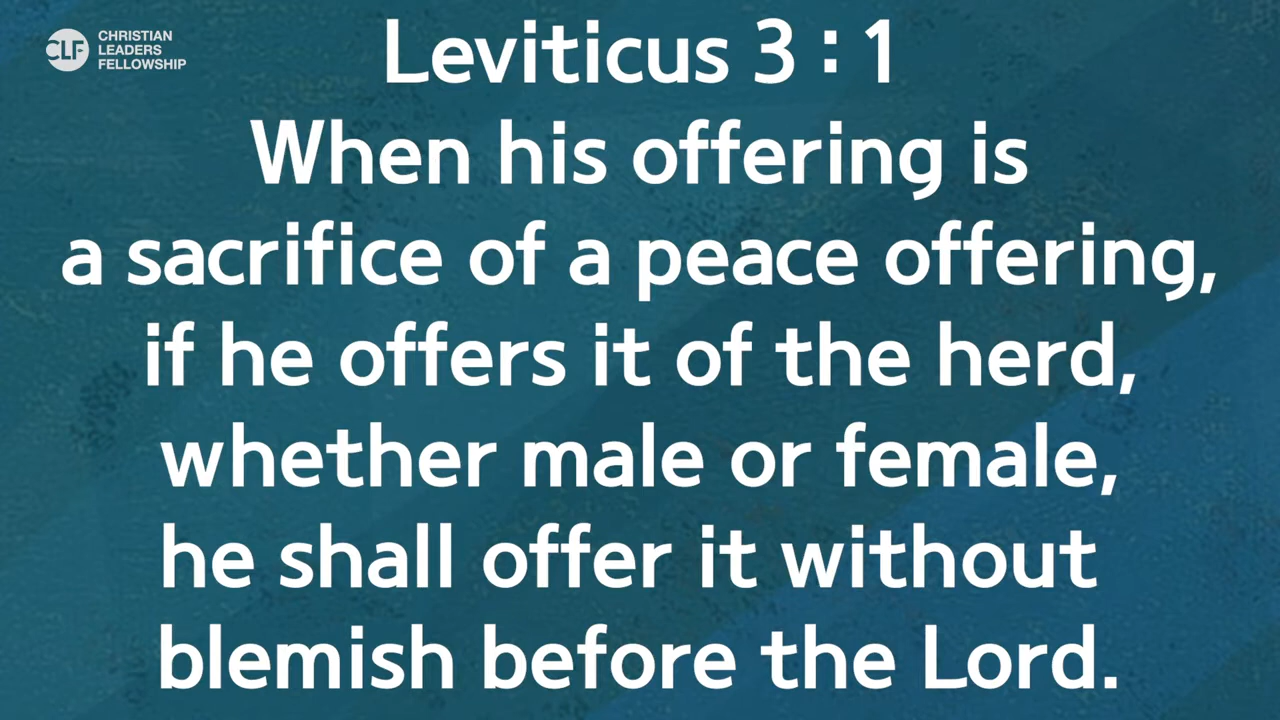 CLF CHRISTIAN
LEADERS
FELLOWSHIP
Leviticus 3 : 1
When his offering is
a sacrifice of a peace offering,
if he offers it of the herd,
whether male or female,
he shall offer it without
blemish before the Lord.